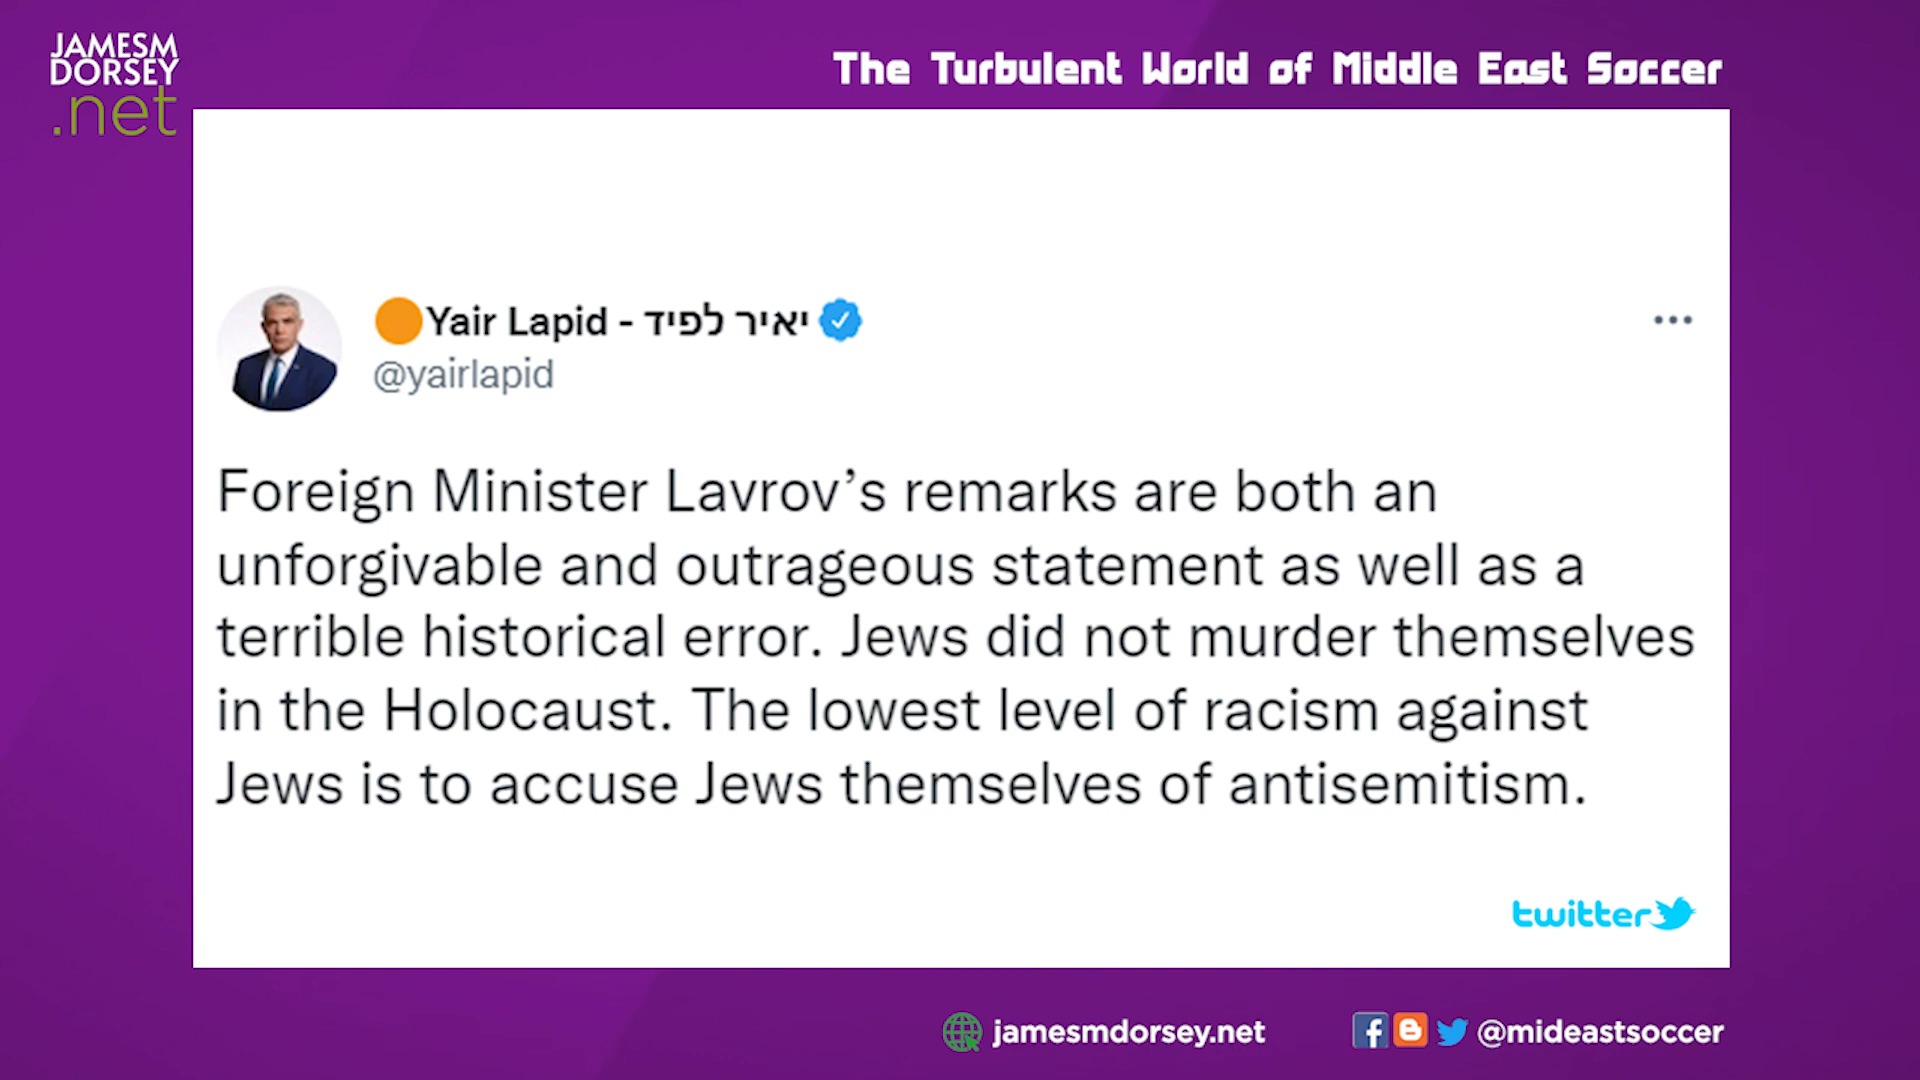 JAMESM
DORSEY
.net
The Turbulent World of Middle East Soccer
Yair Lapid - יאיר לפיד
@yairlapid
Foreign Minister Lavrov’s remarks are both an
unforgivable and outrageous statement as well as a
terrible historical error. Jews did not murder themselves
in the Holocaust. The lowest level of racism against
Jews is to accuse Jews themselves of antisemitism.
twitter
jamesmdorsey.net
@mideastsoccer